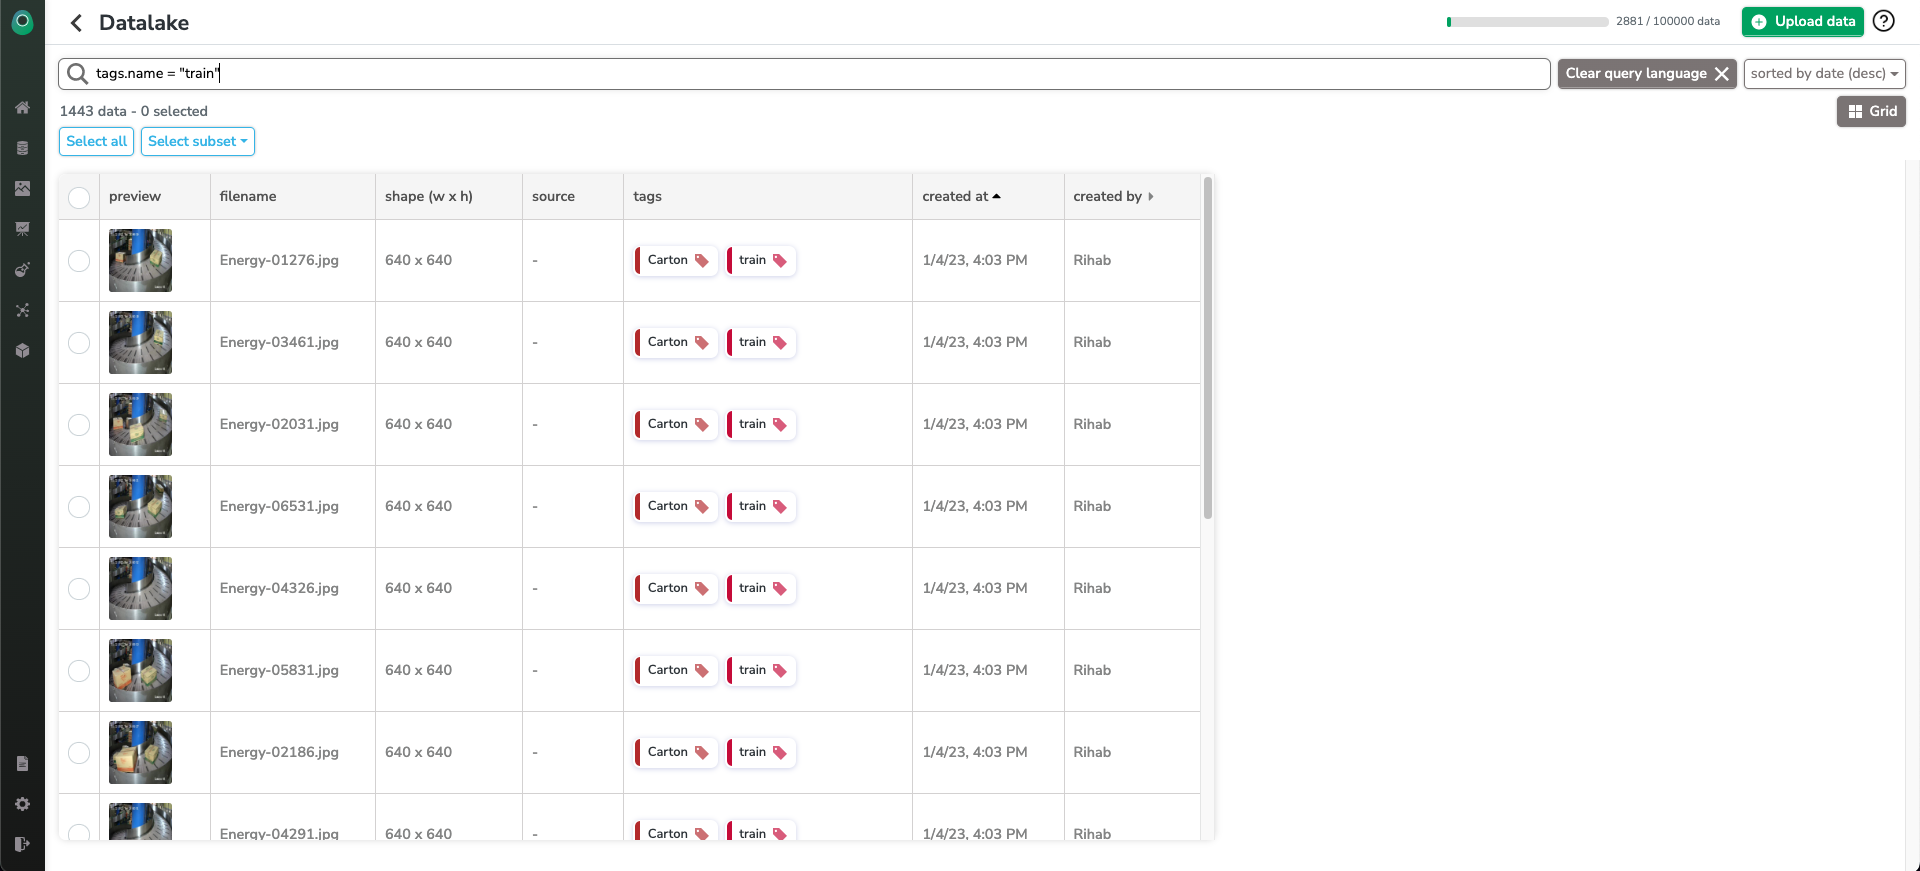 Datalake
2881 / 100000 data
Upload data
tags.name = "train"
Clear query language
sorted by date (desc)
1443 data - 0 selected
Grid
Select all
Select subset
preview filename shape (w x h) source tags created at created by
Energy-01276.jpg 640 x 640 - Carton train 1/4/23, 4:03 PM Rihab
Energy-03461.jpg 640 x 640 - Carton train 1/4/23, 4:03 PM Rihab
Energy-02031.jpg 640 x 640 - Carton train 1/4/23, 4:03 PM Rihab
Energy-06531.jpg 640 x 640 - Carton train 1/4/23, 4:03 PM Rihab
Energy-04326.jpg 640 x 640 - Carton train 1/4/23, 4:03 PM Rihab
Energy-05831.jpg 640 x 640 - Carton train 1/4/23, 4:03 PM Rihab
Energy-02186.jpg 640 x 640 - Carton train 1/4/23, 4:03 PM Rihab
Energy-04291.jpg 640 x 640 - Carton train 1/4/23, 4:03 PM Rihab